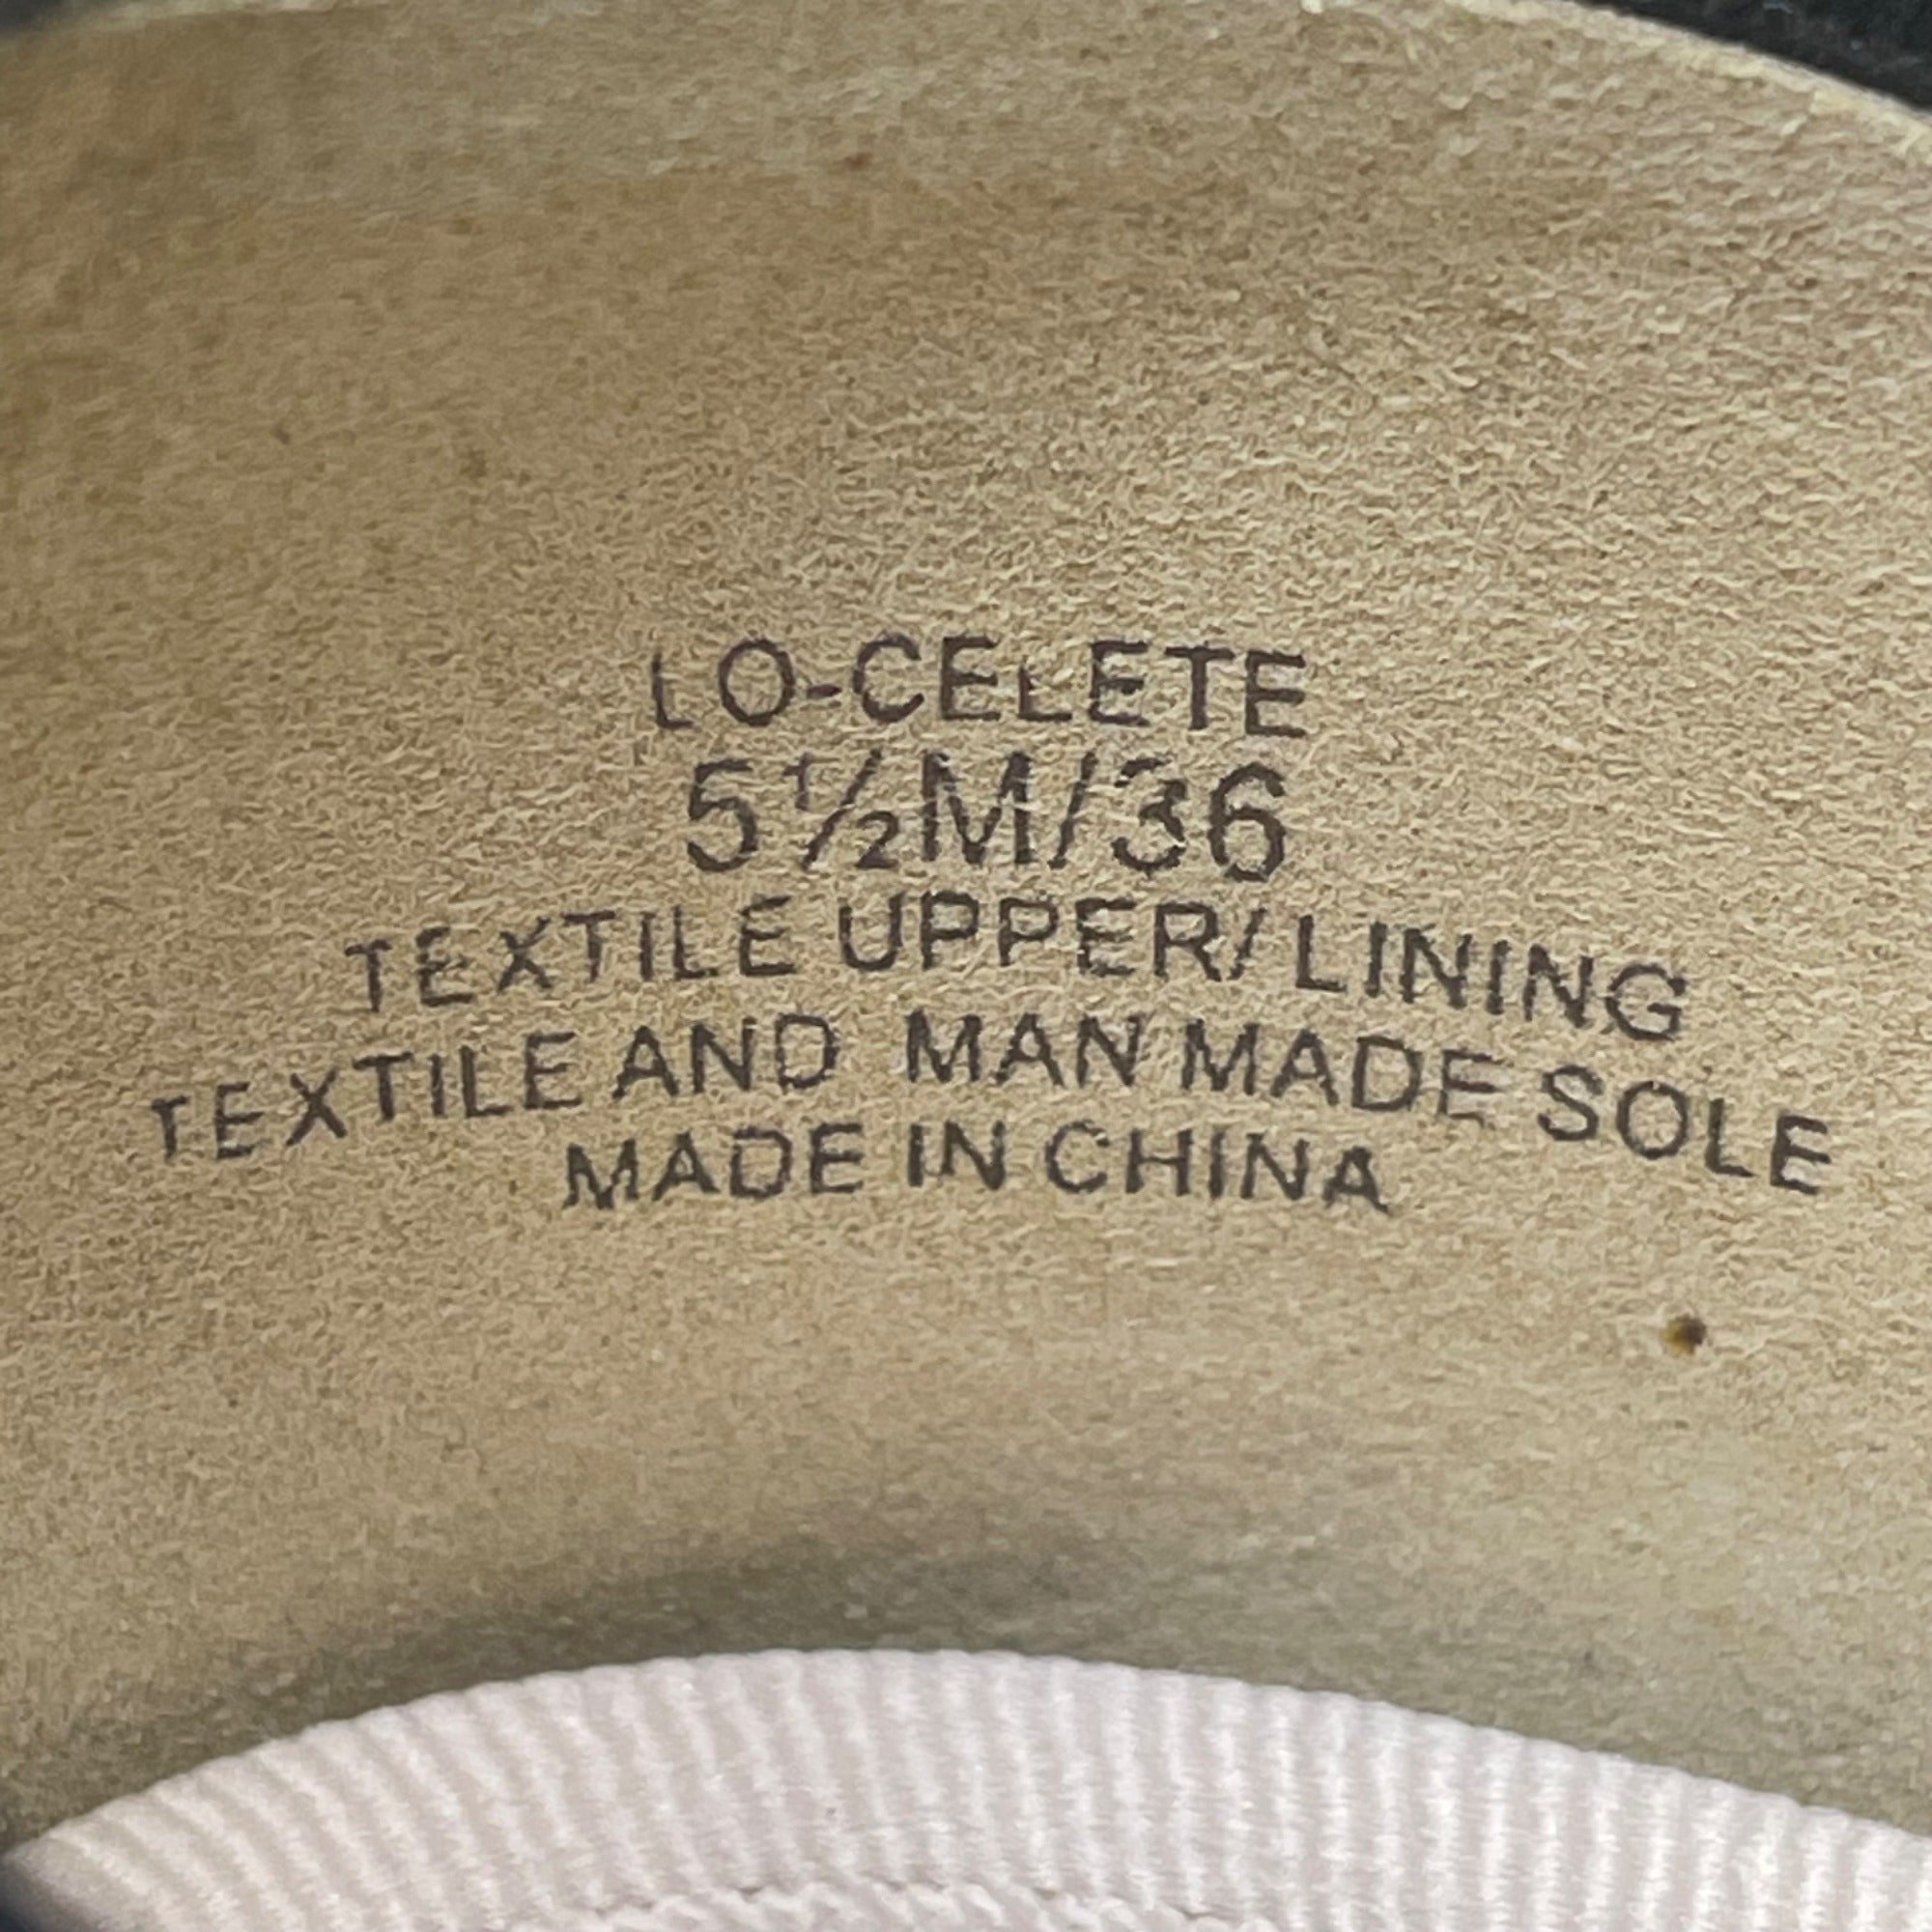 LO-CELETE
5½M/36
TEXTILE UPPER/LINING
TEXTILE AND MAN MADE SOLE
MADE IN CHINA